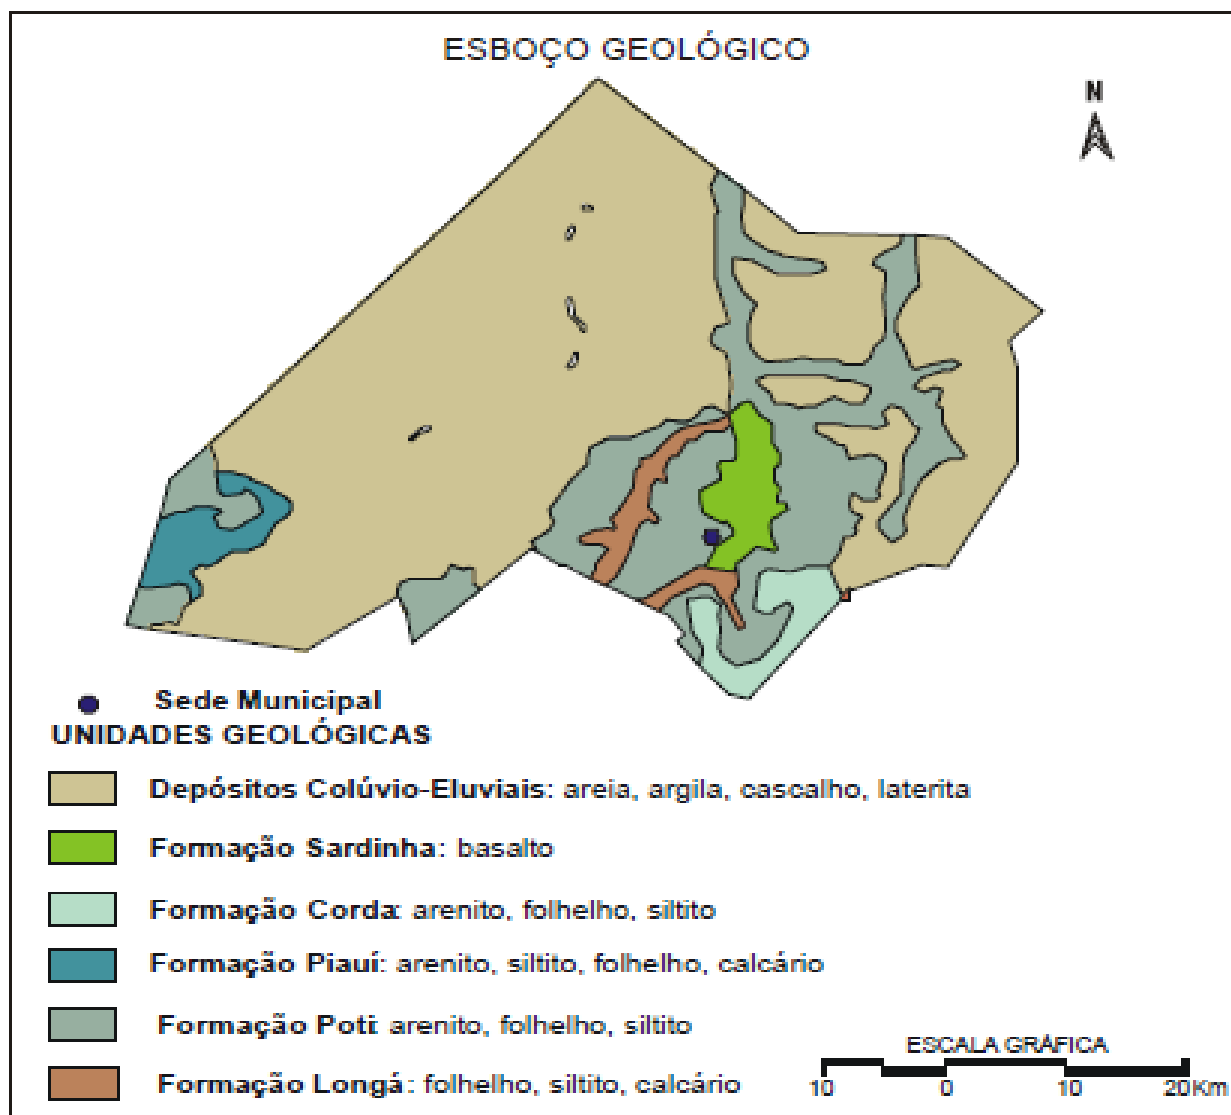 ESBOÇO GEOLÓGICO
N
Sede Municipal
UNIDADES GEOLÓGICAS
Depósitos Colúvio-Eluviais: areia, argila, cascalho, laterita
Formação Sardinha: basalto
Formação Corda: arenito, folhelho, siltito
Formação Piauí: arenito, siltito, folhelho, calcário
Formação Poti: arenito, folhelho, siltito
Formação Longá: folhelho, siltito, calcário
ESCALA GRÁFICA
10 0 10 20Km